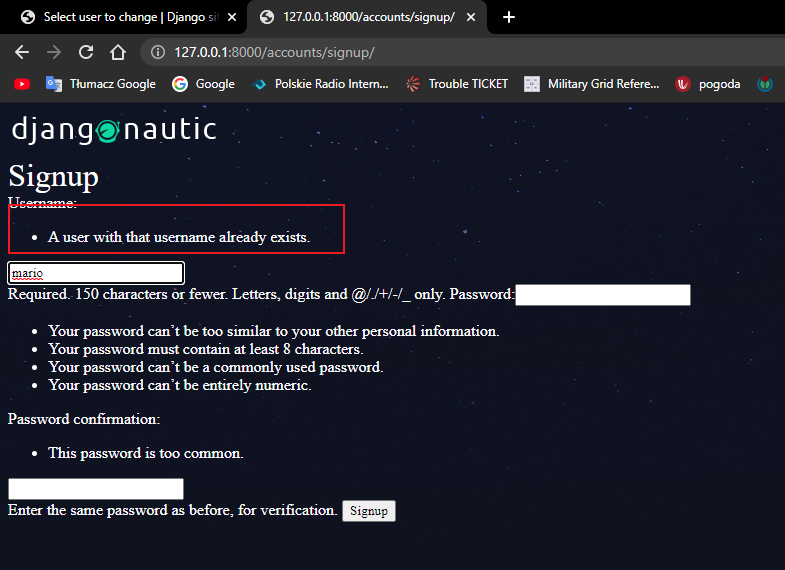 Select user to change | Django sit
127.0.0.1:8000/accounts/signup/
127.0.0.1:8000/accounts/signup/
Tłumacz Google
Google
Polskie Radio Intern...
Trouble TICKET
Military Grid Refere...
pogoda
djangonautic
Signup
Username:
A user with that username already exists.
mario
Required. 150 characters or fewer. Letters, digits and @/./+/-/_ only. Password:
Your password can’t be too similar to your other personal information.
Your password must contain at least 8 characters.
Your password can’t be a commonly used password.
Your password can’t be entirely numeric.
Password confirmation:
This password is too common.
Enter the same password as before, for verification. Signup